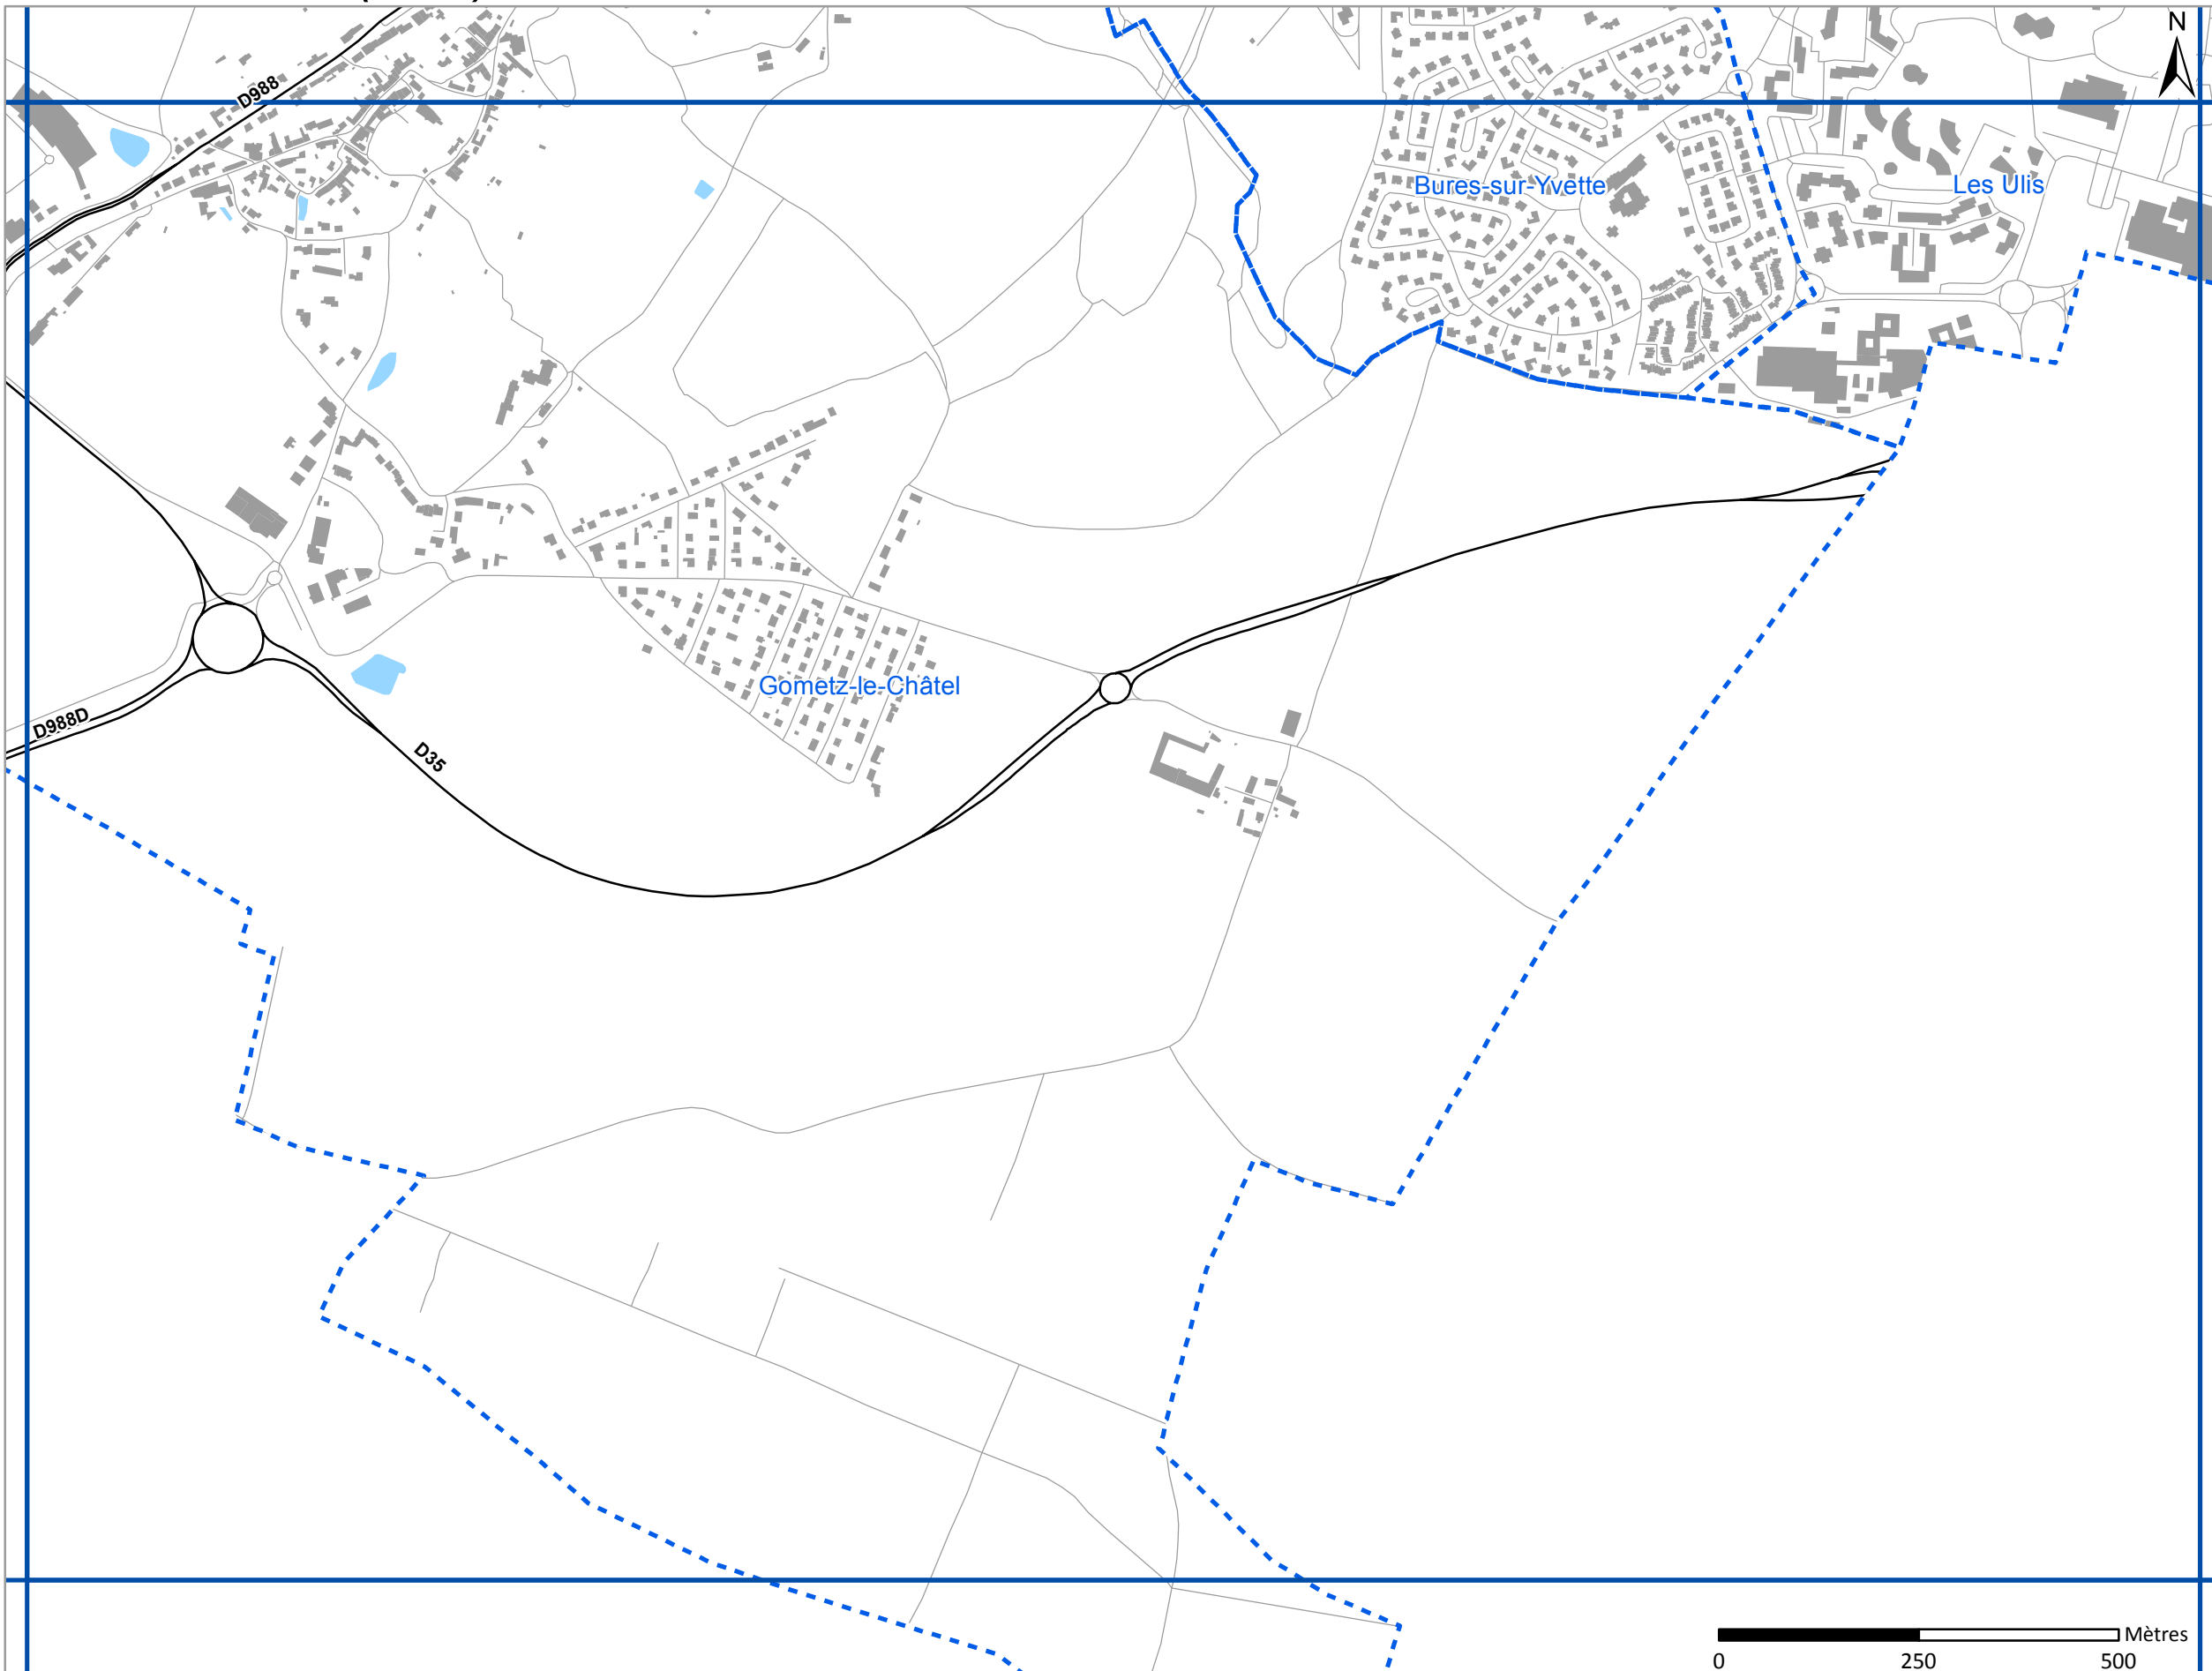 N
D988
Bures-sur-Yvette
Les Ulis
Gometz-le-Châtel
D988D
D35
Mètres
0 250 500